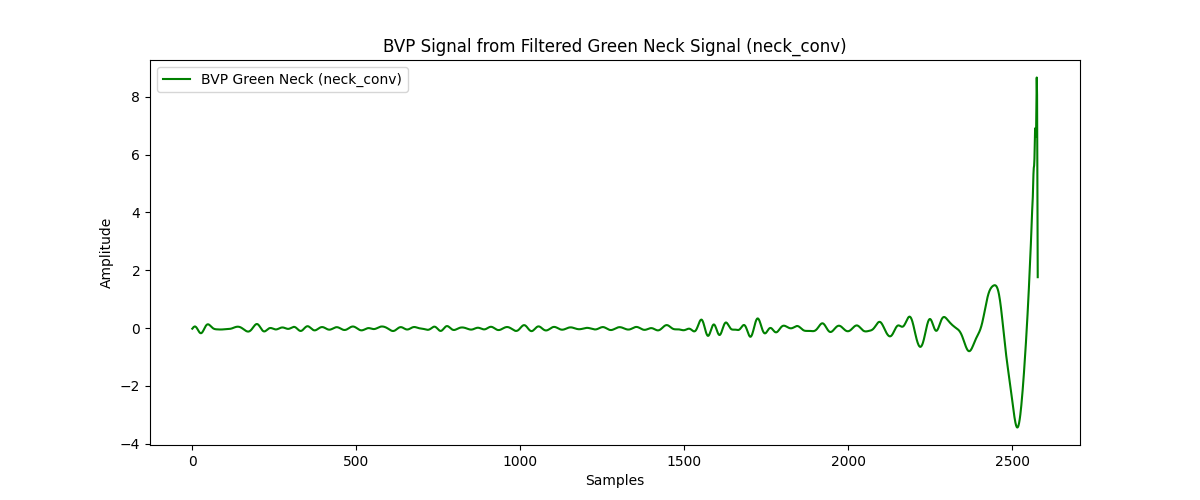 BVP Signal from Filtered Green Neck Signal (neck_conv)
BVP Green Neck (neck_conv)
Amplitude
8
6
4
2
0
−2
−4
0 500 1000 1500 2000 2500
Samples